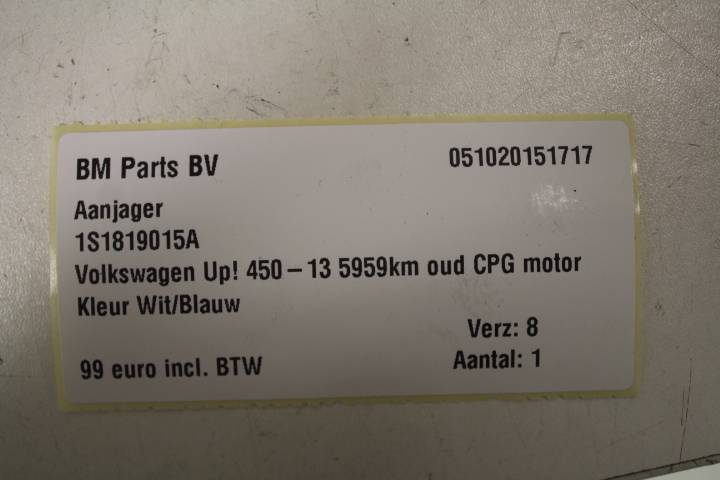 BM Parts BV 051020151717
Aanjager
1S1819015A
Volkswagen Up! 450 – 13 5959km oud CPG motor
Kleur Wit/Blauw
Verz: 8
99 euro incl. BTW Aantal: 1